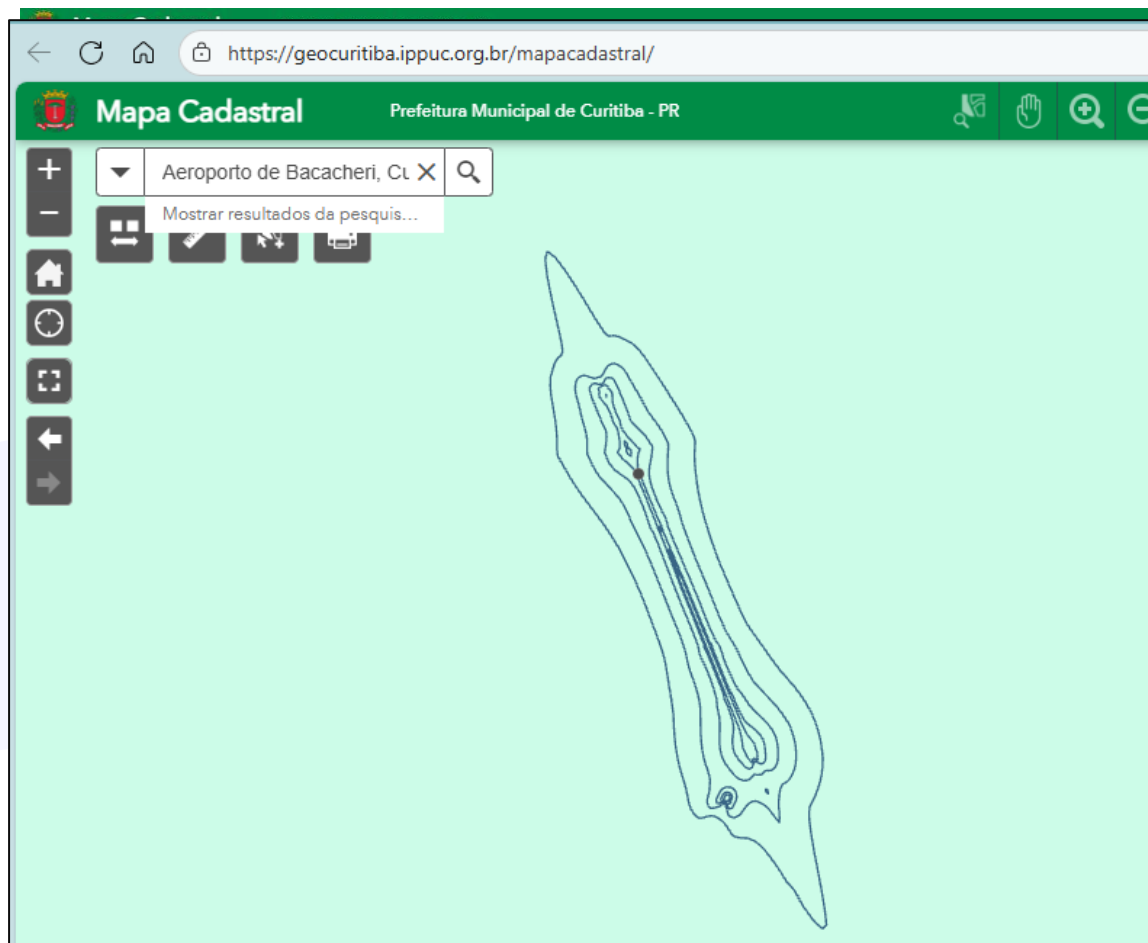 https://geocuritiba.ippuc.org.br/mapacadastral/
Mapa Cadastral
Prefeitura Municipal de Curitiba - PR
Aeroporto de Bacacheri,
Mostrar resultados da pesquis...